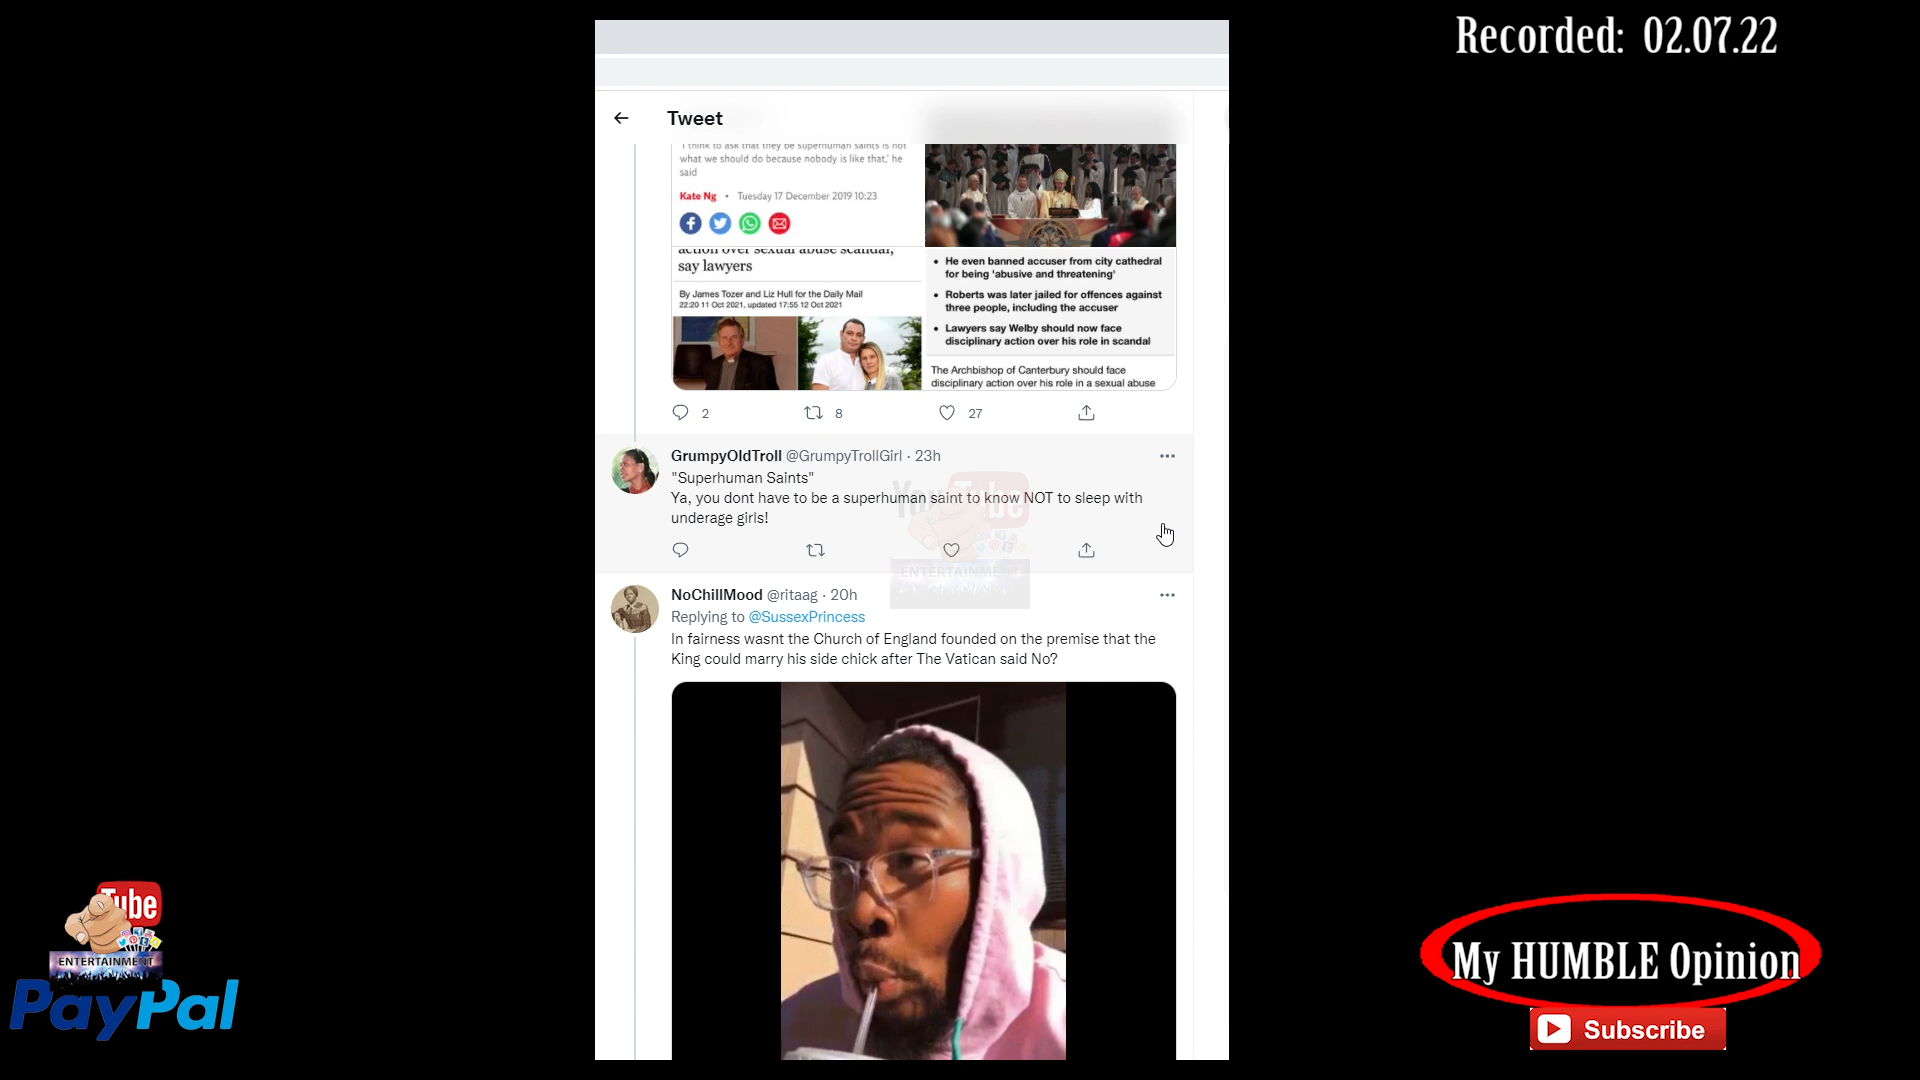 Recorded: 02.07.22
Tweet
'I think to ask that they be superhuman saints is not
what we should do because nobody is like that,' he
said
Kate Ng • Tuesday 17 December 2019 10:23
action over sexual abuse scandal,
say lawyers
By James Tozer and Liz Hull for the Daily Mail
22:20 11 Oct 2021, updated 17:55 12 Oct 2021
• He even banned accuser from city cathedral
for being 'abusive and threatening'
• Roberts was later jailed for offences against
three people, including the accuser
• Lawyers say Welby should now face
disciplinary action over his role in scandal
The Archbishop of Canterbury should face
disciplinary action over his role in a sexual abuse
2 8 27
GrumpyOldTroll @GrumpyTrollGirl · 23h
"Superhuman Saints"
Ya, you dont have to be a superhuman saint to know NOT to sleep with
underage girls!
YouTube
ENTERTAINMENT
NoChillMood @ritaag · 20h
Replying to @SussexPrincess
In fairness wasnt the Church of England founded on the premise that the
King could marry his side chick after The Vatican said No?
Tube
ENTERTAINMENT
PayPal
My HUMBLE Opinion
Subscribe